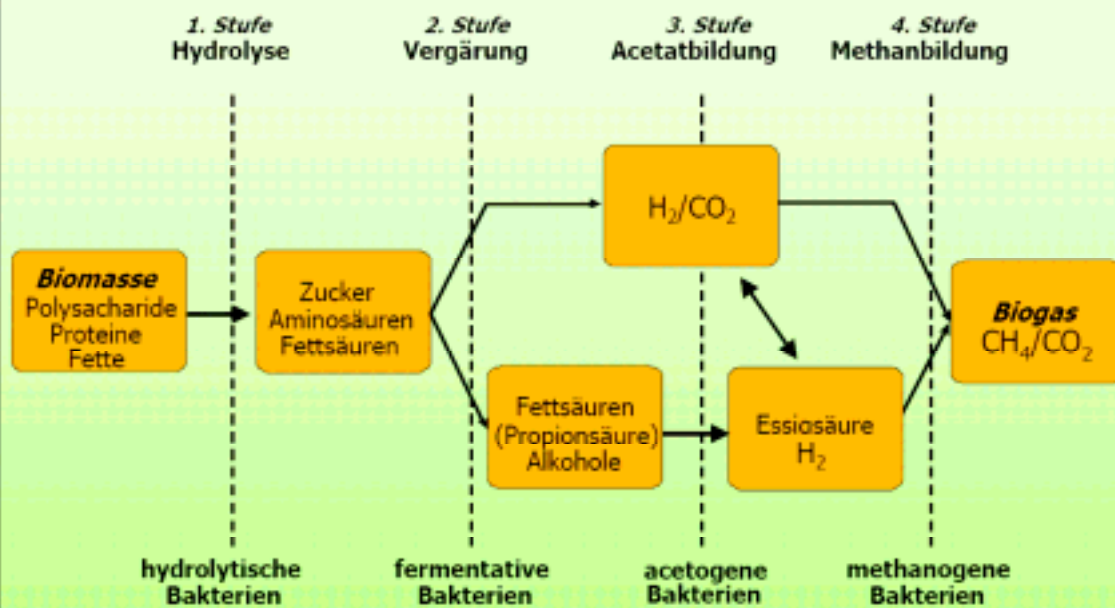 1. Stufe
Hydrolyse
2. Stufe
Vergärung
3. Stufe
Acetatbildung
4. Stufe
Methanbildung
Biomasse
Polysacharide
Proteine
Fette
Zucker
Aminosäuren
Fettsäuren
H₂/CO₂
Fettsäuren
(Propionsäure)
Alkohole
Essiosäure
H₂
Biogas
CH₄/CO₂
hydrolytische
Bakterien
fermentative
Bakterien
acetogene
Bakterien
methanogene
Bakterien